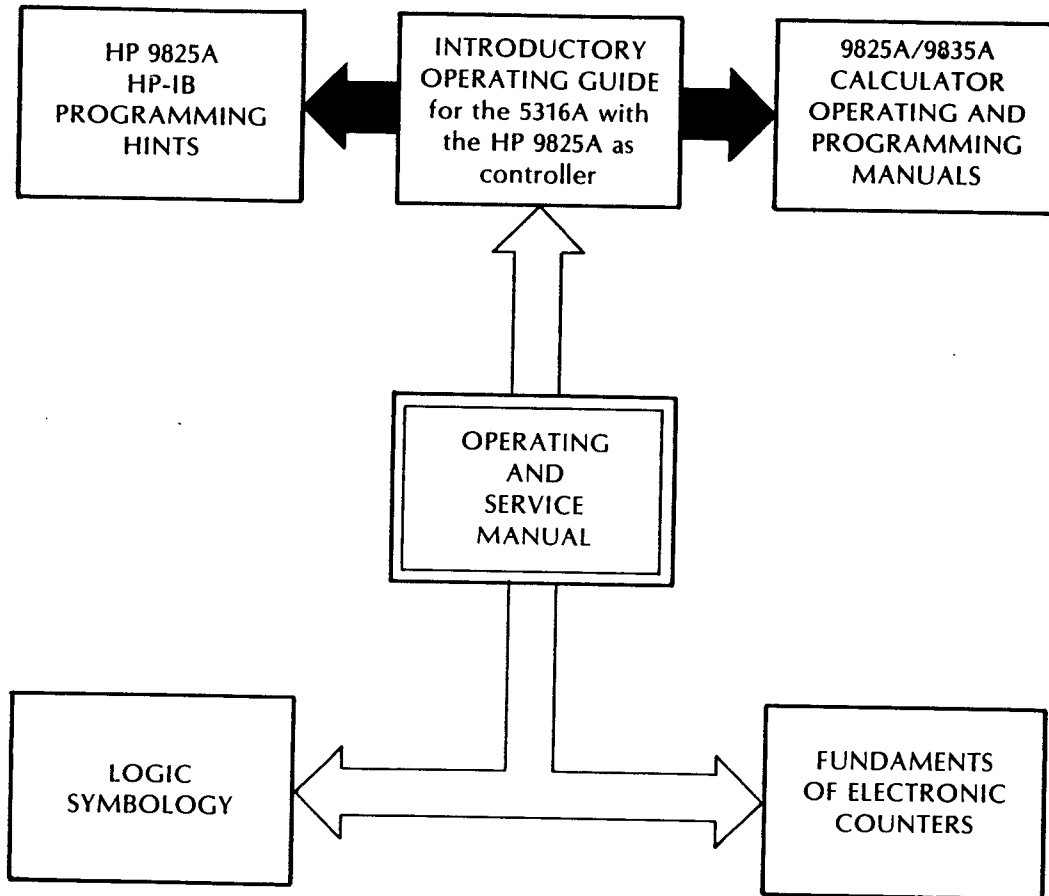 HP 9825A
HP-IB
PROGRAMMING
HINTS
INTRODUCTORY
OPERATING GUIDE
for the 5316A with
the HP 9825A as
controller
9825A/9835A
CALCULATOR
OPERATING AND
PROGRAMMING
MANUALS
OPERATING
AND
SERVICE
MANUAL
LOGIC
SYMBOLOGY
FUNDAMENTS
OF ELECTRONIC
COUNTERS